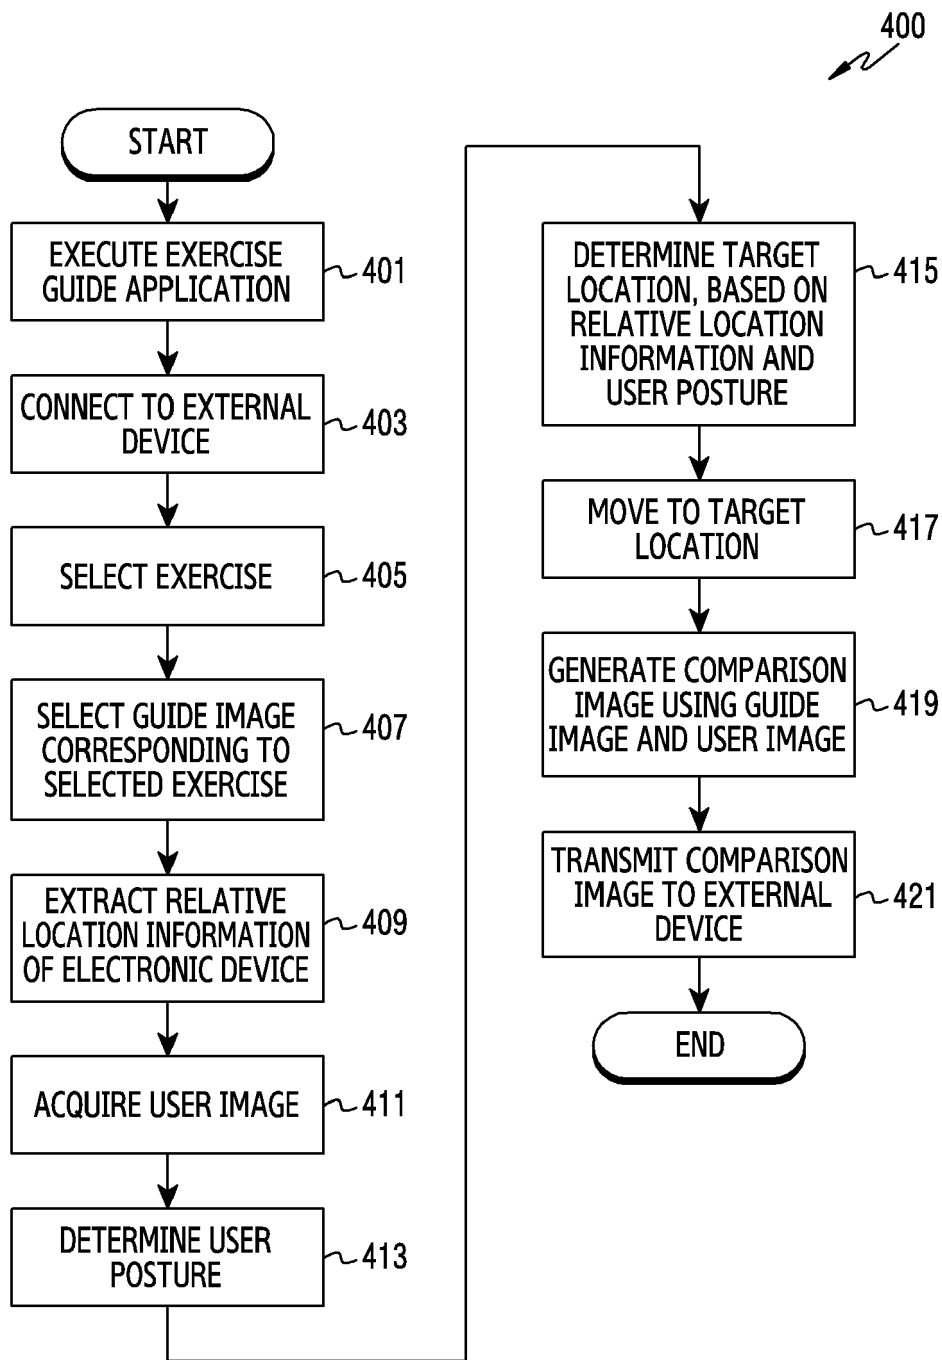 400
START
EXECUTE EXERCISE
GUIDE APPLICATION
401
CONNECT TO EXTERNAL
DEVICE
403
SELECT EXERCISE
405
SELECT GUIDE IMAGE
CORRESPONDING TO
SELECTED EXERCISE
407
EXTRACT RELATIVE
LOCATION INFORMATION
OF ELECTRONIC DEVICE
409
ACQUIRE USER IMAGE
411
DETERMINE USER
POSTURE
413
DETERMINE TARGET
LOCATION, BASED ON
RELATIVE LOCATION
INFORMATION AND
USER POSTURE
415
MOVE TO TARGET
LOCATION
417
GENERATE COMPARISON
IMAGE USING GUIDE
IMAGE AND USER IMAGE
419
TRANSMIT COMPARISON
IMAGE TO EXTERNAL
DEVICE
421
END